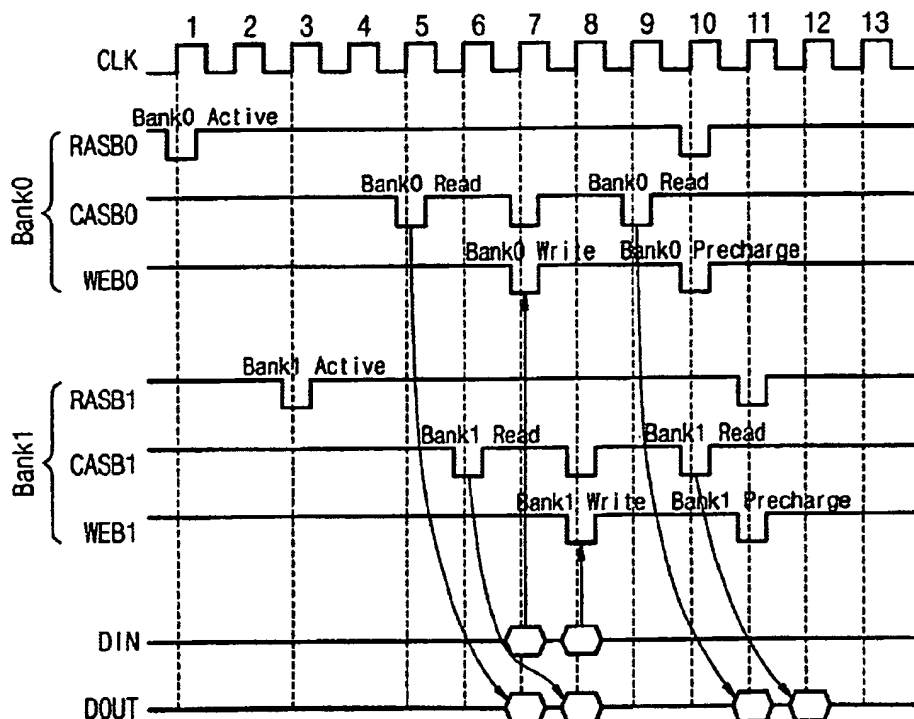 1 2 3 4 5 6 7 8 9 10 11 12 13
CLK
Bank0 Active
RASB0
Bank0 Read Bank0 Read
CASB0
Bank0 Write Bank0 Precharge
WEB0
Bank0
Bank1 Active
RASB1
Bank1 Read Bank1 Read
CASB1
Bank1 Write Bank1 Precharge
WEB1
Bank1
DIN
DOUT